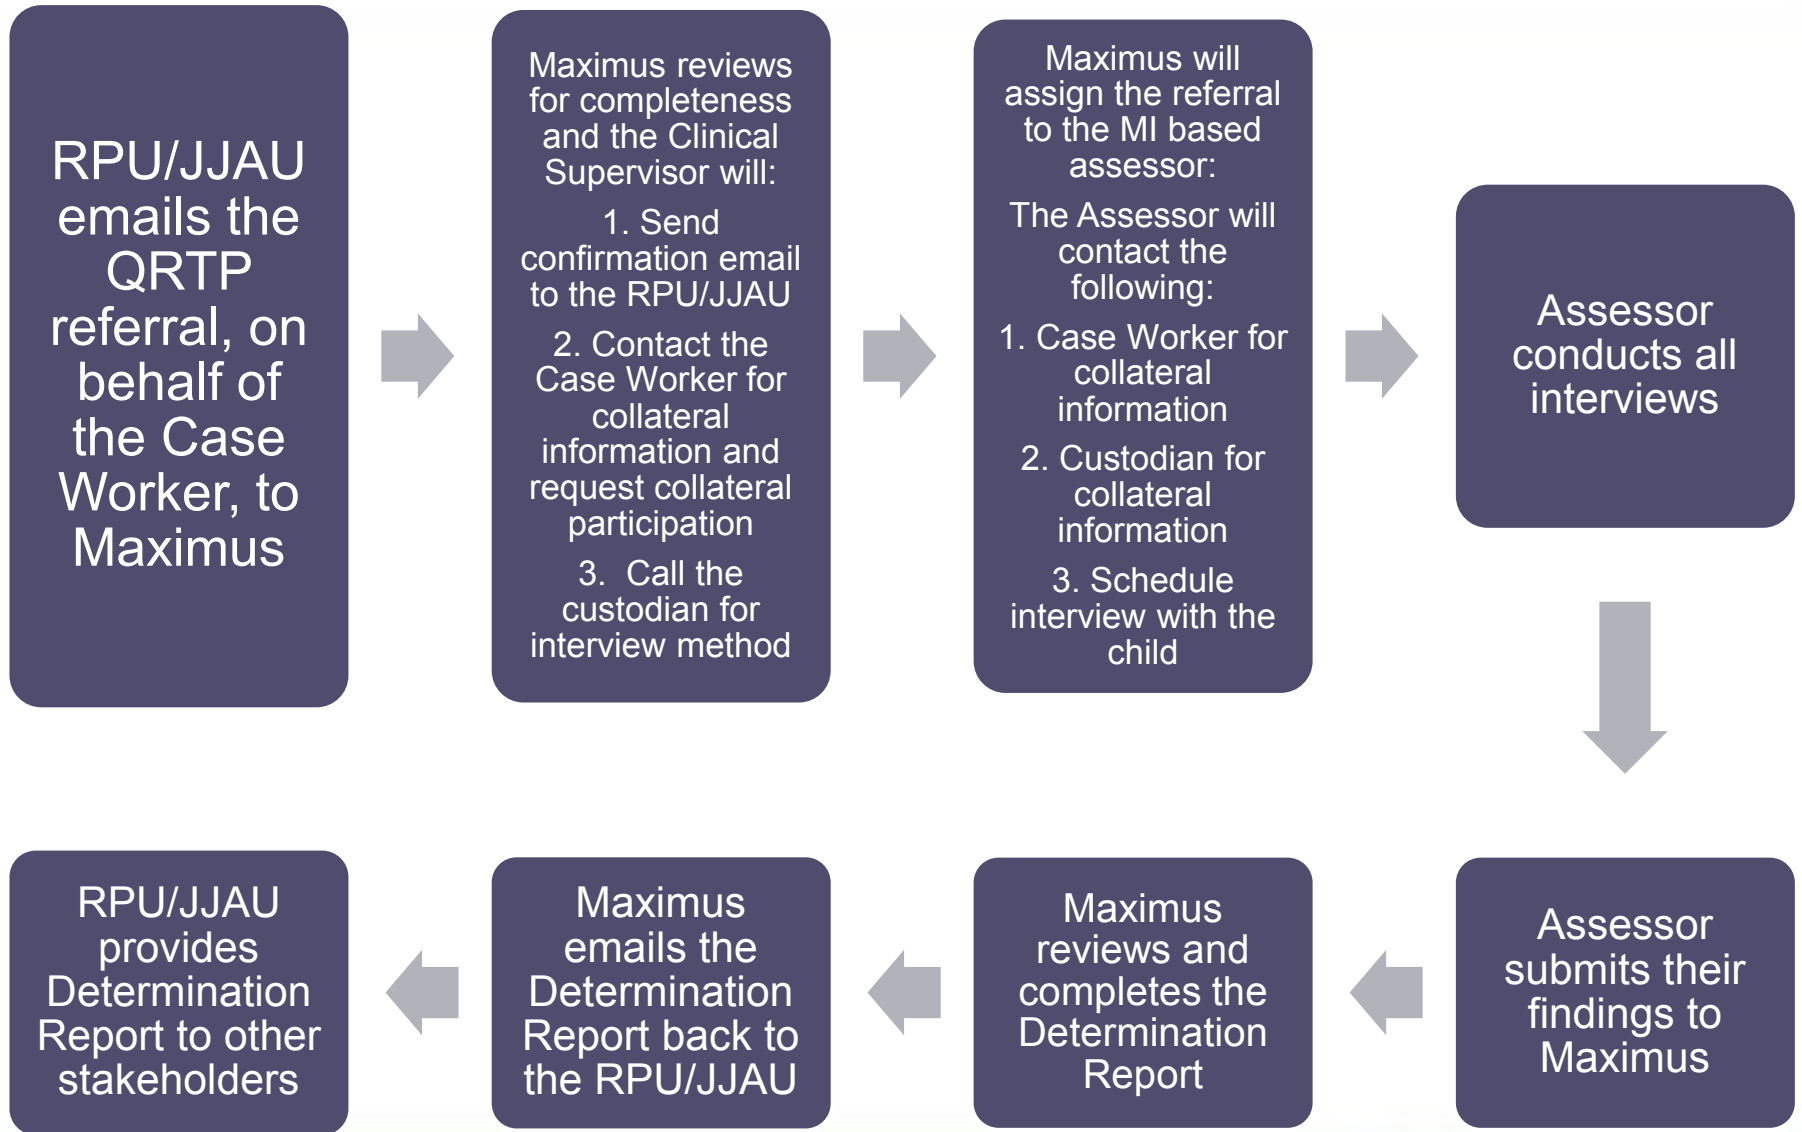 RPU/JJAU
emails the
QRTP
referral, on
behalf of
the Case
Worker, to
Maximus
Maximus reviews
for completeness
and the Clinical
Supervisor will:
1. Send
confirmation email
to the RPU/JJAU
2. Contact the
Case Worker for
collateral
information and
request collateral
participation
3. Call the
custodian for
interview method
Maximus will
assign the referral
to the MI based
assessor:
The Assessor will
contact the
following:
1. Case Worker for
collateral
information
2. Custodian for
collateral
information
3. Schedule
interview with the
child
Assessor
conducts all
interviews
Assessor
submits their
findings to
Maximus
Maximus
reviews and
completes the
Determination
Report
Maximus
emails the
Determination
Report back to
the RPU/JJAU
RPU/JJAU
provides
Determination
Report to other
stakeholders